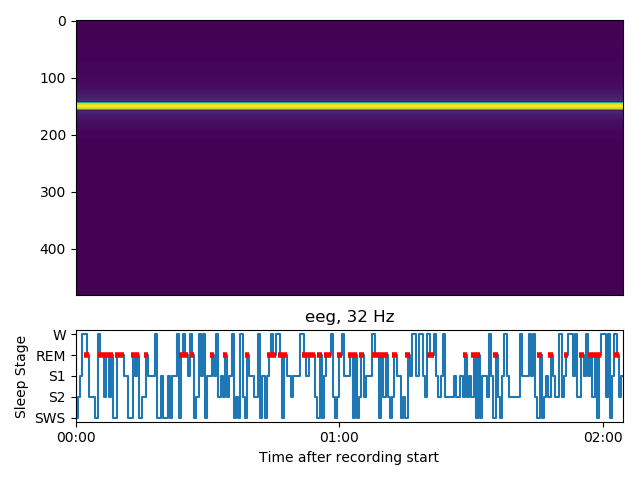 0
100
200
300
400
eeg, 32 Hz
Sleep Stage
W
REM
S1
S2
SWS
00:00 01:00 02:00
Time after recording start